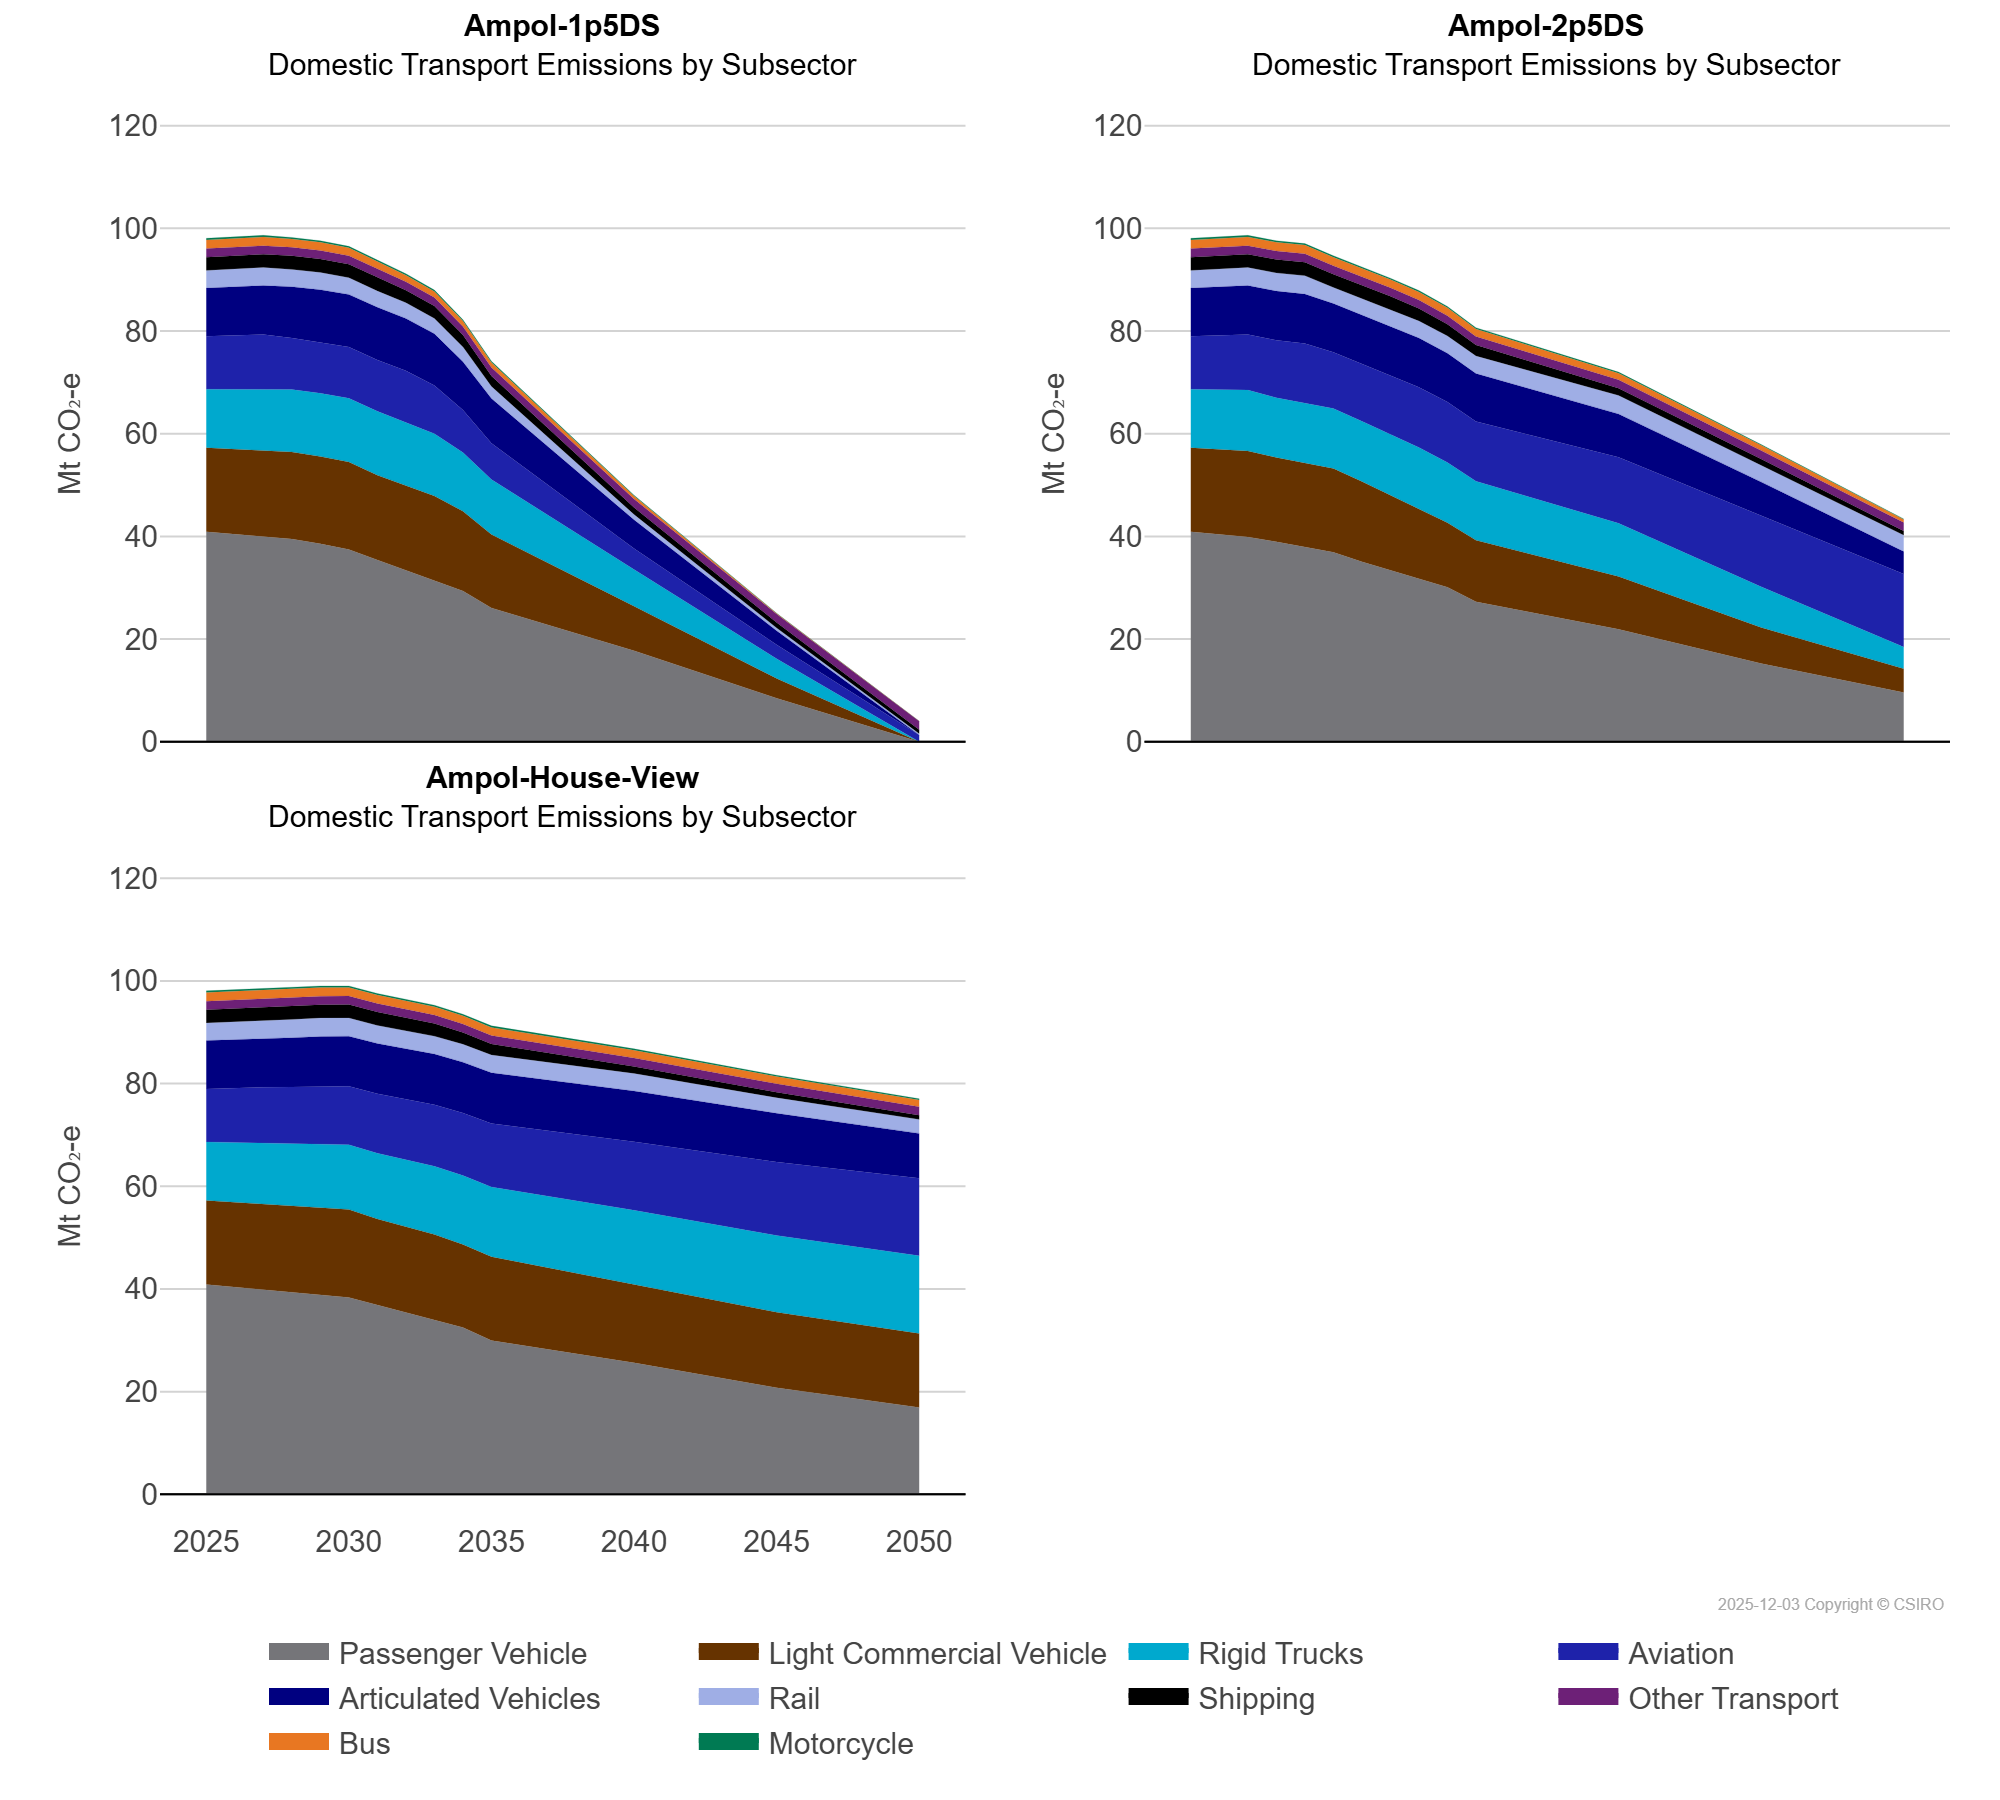 Ampol-1p5DS
Domestic Transport Emissions by Subsector
120
100
80
60
40
20
0
Mt CO₂-e
Ampol-2p5DS
Domestic Transport Emissions by Subsector
120
100
80
60
40
20
0
Mt CO₂-e
Ampol-House-View
Domestic Transport Emissions by Subsector
120
100
80
60
40
20
0
Mt CO₂-e
2025 2030 2035 2040 2045 2050
2025-12-03 Copyright © CSIRO
Passenger Vehicle Light Commercial Vehicle Rigid Trucks Aviation
Articulated Vehicles Rail Shipping Other Transport
Bus Motorcycle